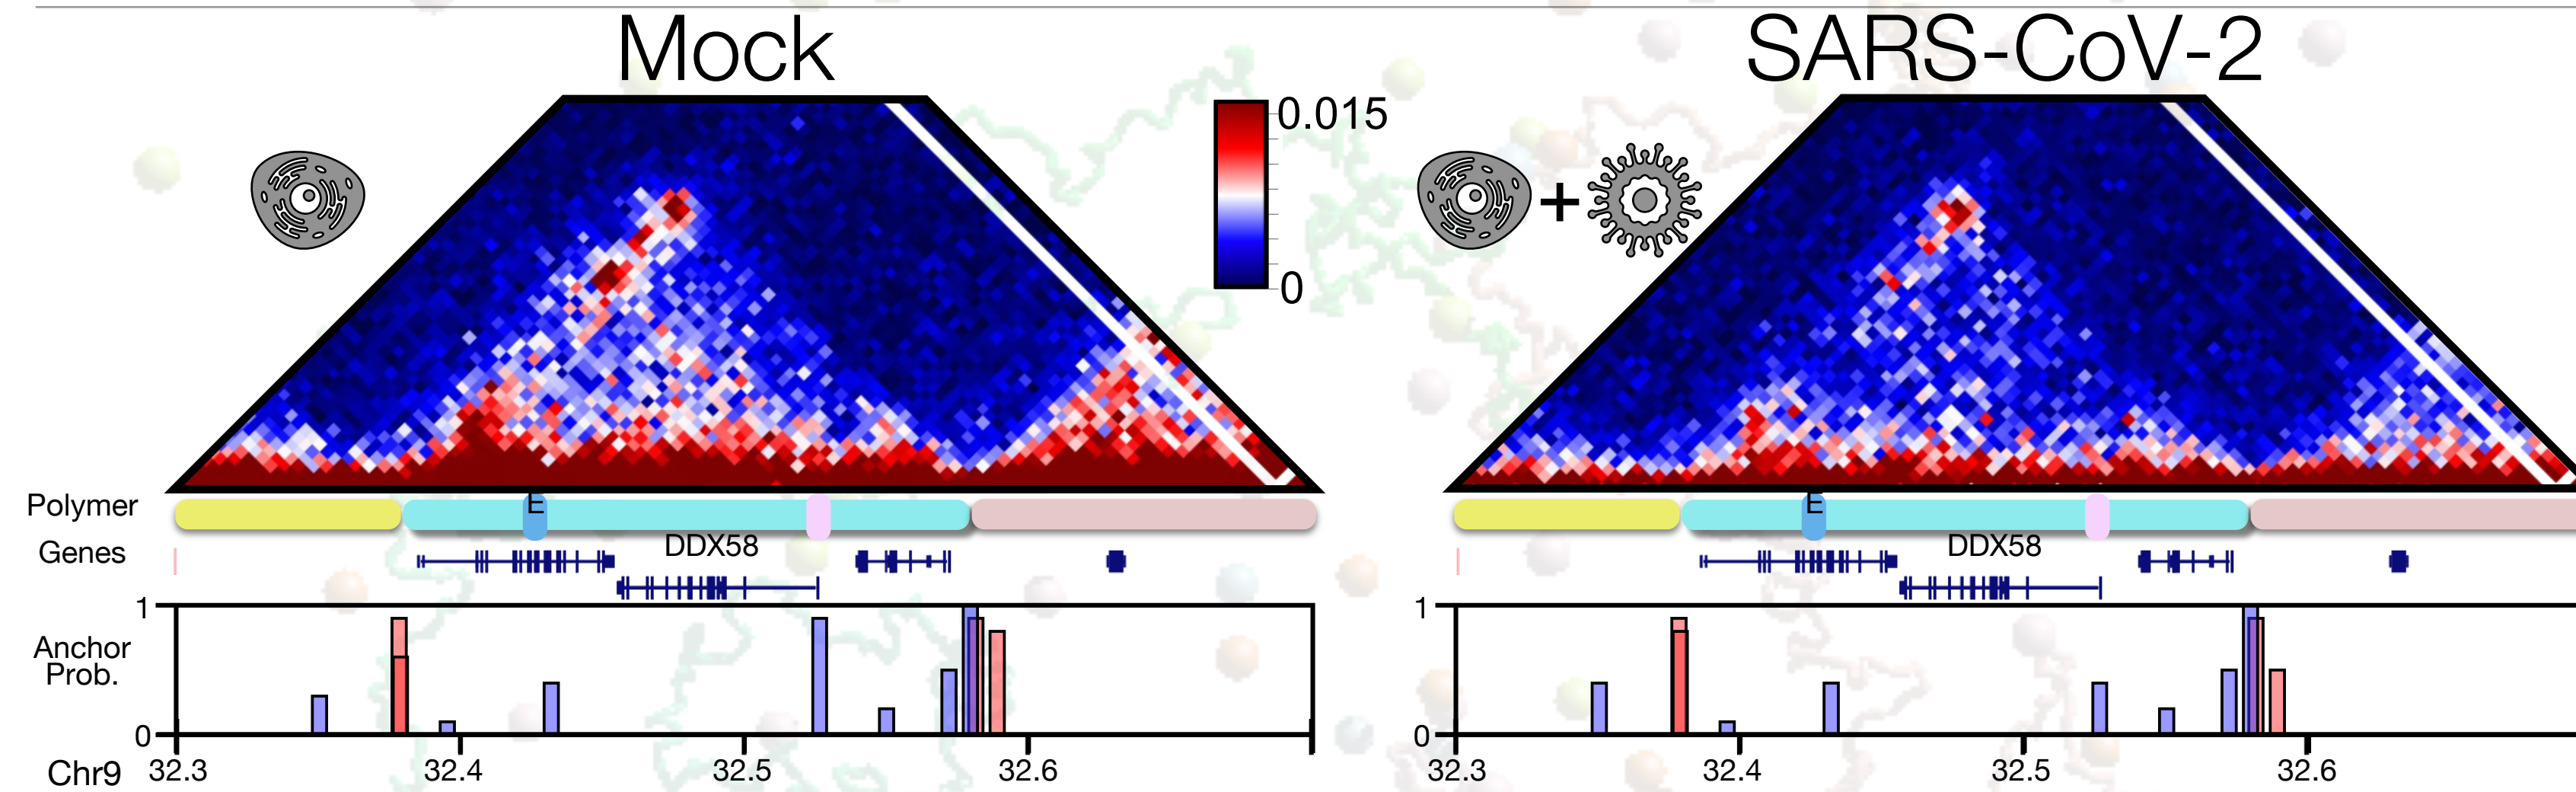 Mock
SARS-CoV-2
0.015
0
+
Polymer
E
E
Genes
DDX58
DDX58
1
1
Anchor
Prob.
0
0
Chr9
32.3
32.4
32.5
32.6
32.3
32.4
32.5
32.6